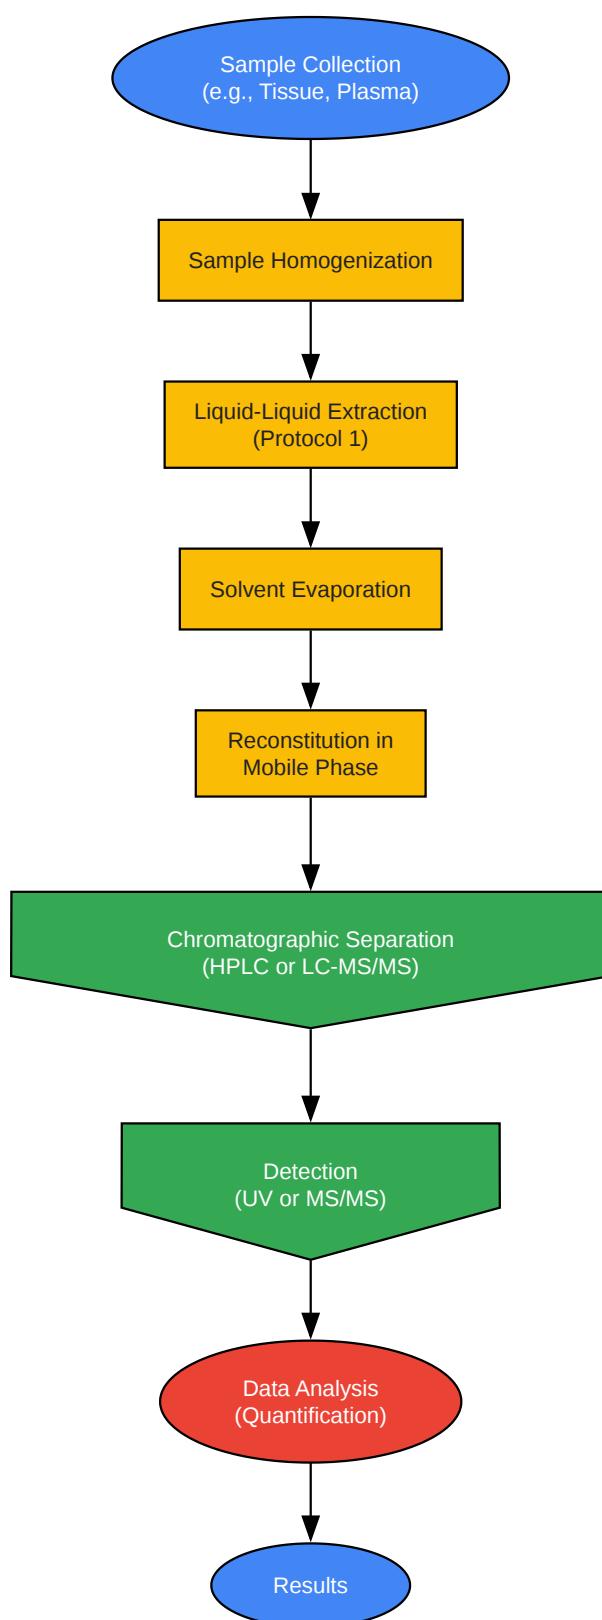 Sample Collection
(e.g., Tissue, Plasma)
Sample Homogenization
Liquid-Liquid Extraction
(Protocol 1)
Solvent Evaporation
Reconstitution in
Mobile Phase
Chromatographic Separation
(HPLC or LC-MS/MS)
Detection
(UV or MS/MS)
Data Analysis
(Quantification)
Results